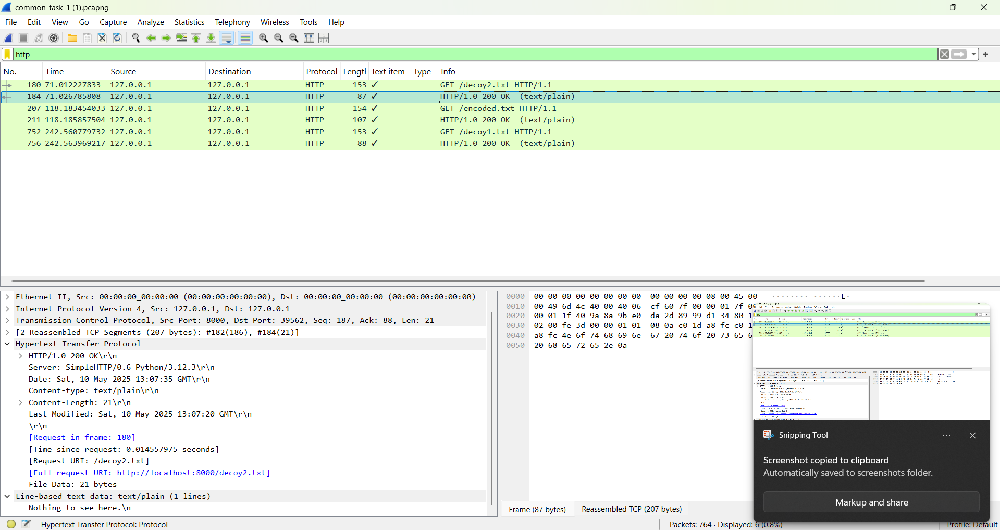 common_task_1 (1).pcapng
File Edit View Go Capture Analyze Statistics Telephony Wireless Tools Help
http
No. Time Source Destination Protocol Length Text item Type Info
180 71.012227833 127.0.0.1 127.0.0.1 HTTP 153 ✓ GET /decoy2.txt HTTP/1.1
184 71.026785808 127.0.0.1 127.0.0.1 HTTP 87 ✓ HTTP/1.0 200 OK (text/plain)
207 118.183454033 127.0.0.1 127.0.0.1 HTTP 154 ✓ GET /encoded.txt HTTP/1.1
211 118.185857504 127.0.0.1 127.0.0.1 HTTP 107 ✓ HTTP/1.0 200 OK (text/plain)
752 242.560779732 127.0.0.1 127.0.0.1 HTTP 153 ✓ GET /decoy1.txt HTTP/1.1
756 242.563969217 127.0.0.1 127.0.0.1 HTTP 88 ✓ HTTP/1.0 200 OK (text/plain)
Ethernet II, Src: 00:00:00_00:00:00 (00:00:00:00:00:00), Dst: 00:00:00_00:00:00 (00:00:00:00:00:00)
Internet Protocol Version 4, Src: 127.0.0.1, Dst: 127.0.0.1
Transmission Control Protocol, Src Port: 8000, Dst Port: 39562, Seq: 187, Ack: 88, Len: 21
[2 Reassembled TCP Segments (207 bytes): #182(186), #184(21)]
Hypertext Transfer Protocol
HTTP/1.0 200 OK\r\n
Server: SimpleHTTP/0.6 Python/3.12.3\r\n
Date: Sat, 10 May 2025 13:07:35 GMT\r\n
Content-type: text/plain\r\n
Content-Length: 21\r\n
Last-Modified: Sat, 10 May 2025 13:07:20 GMT\r\n
\r\n
[Request in frame: 180]
[Time since request: 0.014557975 seconds]
[Request URI: /decoy2.txt]
[Full request URI: http://localhost:8000/decoy2.txt]
File Data: 21 bytes
Line-based text data: text/plain (1 lines)
Nothing to see here.\n
0000 00 00 00 00 00 00 00 00 00 00 00 00 08 00 45 00 ········ ······E·
0010 00 49 6d 4c 40 00 40 06 cf 60 7f 00 00 01 7f 00
0020 00 01 1f 40 9a 8a 9b e0 da 2d 89 99 d1 34 80 1
0030 02 00 fe 3d 00 00 01 01 08 0a c0 1d a8 fc c0 1
0040 a8 fc 4e 6f 74 68 69 6e 67 20 74 6f 20 73 65 6
0050 20 68 65 72 65 2e 0a
Frame (87 bytes) Reassembled TCP (207 bytes)
Snipping Tool
Screenshot copied to clipboard
Automatically saved to screenshots folder.
Markup and share
Hypertext Transfer Protocol: Protocol
Packets: 764 · Displayed: 6 (0.8%)
Profile: Default